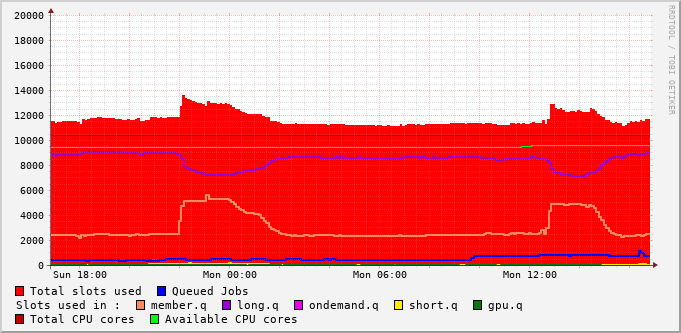 RRDTOOL / TOBI OETIKER
20000
18000
16000
14000
12000
10000
8000
6000
4000
2000
0
Sun 18:00 Mon 00:00 Mon 06:00 Mon 12:00
Total slots used Queued Jobs
Slots used in : member.q long.q ondemand.q short.q gpu.q
Total CPU cores Available CPU cores